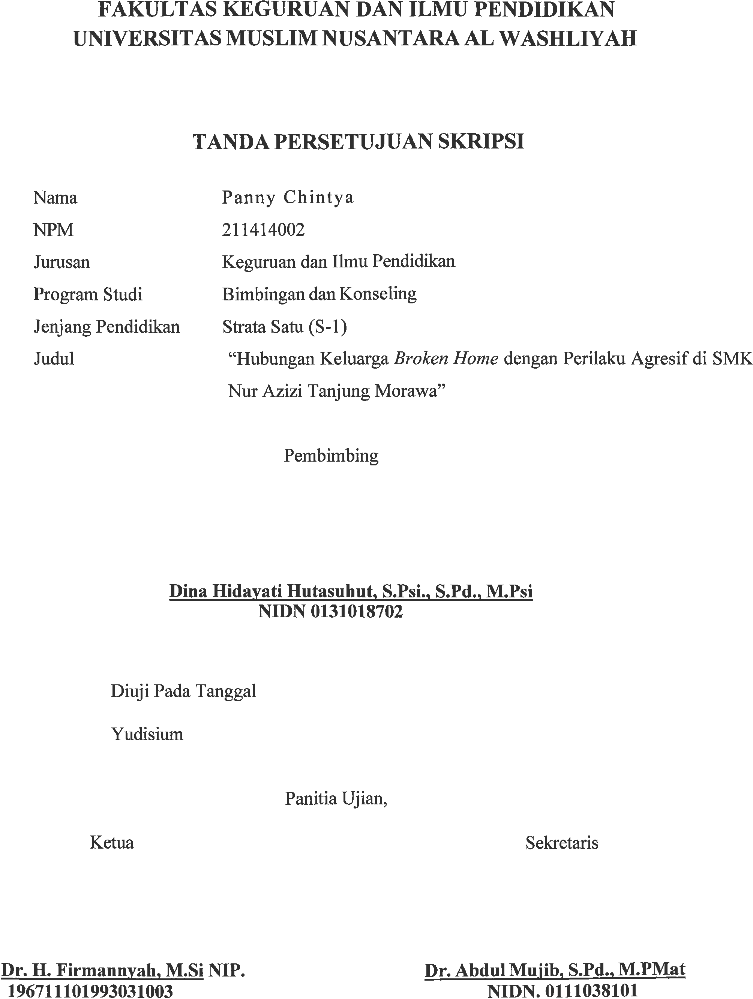 FAKULTAS KEGURUAN DAN ILMU PENDIDIKAN
UNIVERSITAS MUSLIM NUSANTARA AL WASHLIYAH
TANDA PERSETUJUAN SKRIPSI
Nama Panny Chintya
NPM 211414002
Jurusan Keguruan dan Ilmu Pendidikan
Program Studi Bimbingan dan Konseling
Jenjang Pendidikan Strata Satu (S-1)
Judul “Hubungan Keluarga Broken Home dengan Perilaku Agresif di SMK
Nur Azizi Tanjung Morawa”
Pembimbing
Dina Hidayati Hutasuhut, S.Psi., S.Pd., M.Psi
NIDN 0131018702
Diuji Pada Tanggal
Yudisium
Panitia Ujian,
Ketua Sekretaris
Dr. H. Firmannyah, M.Si NIP. Dr. Abdul Mujib, S.Pd., M.PMat
196711101993031003 NIDN. 0111038101